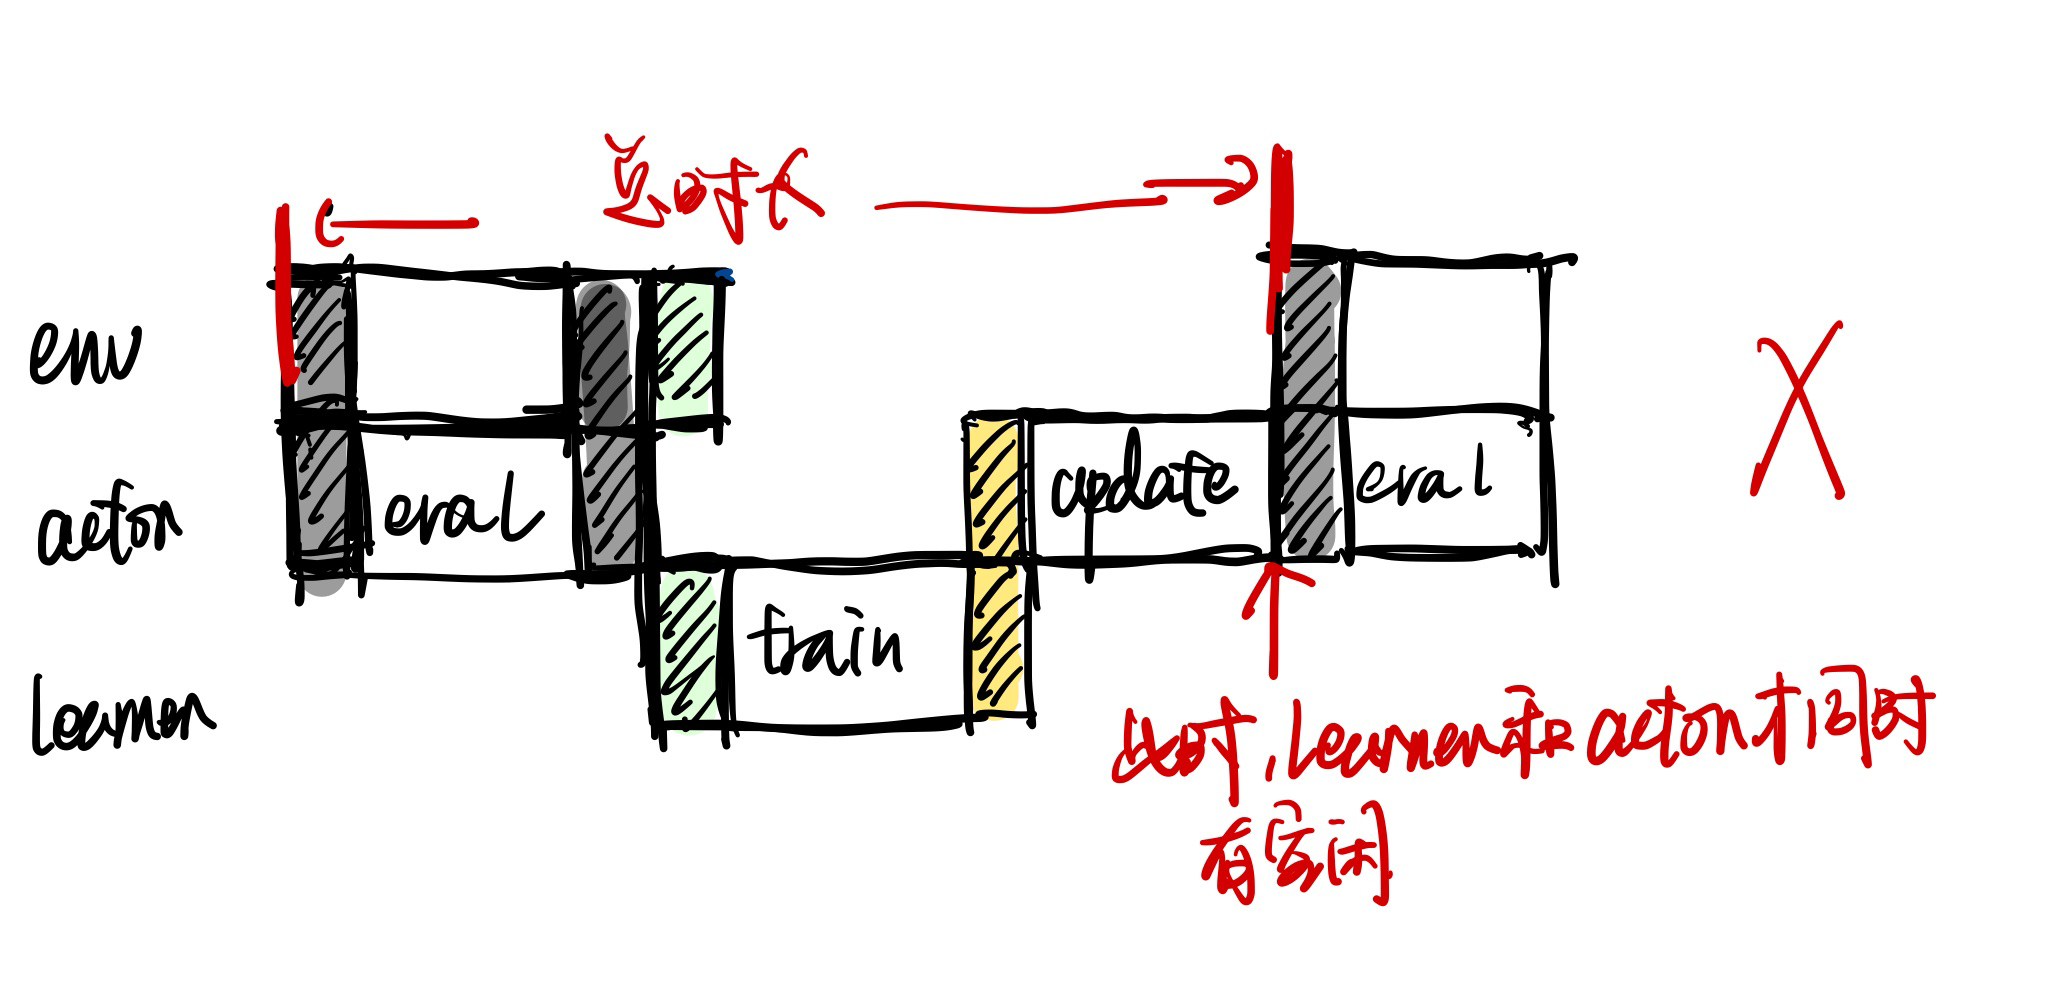 总时长
env
actor
eval
update
eval
train
learner
此时,learner和actor才同时
有空闲